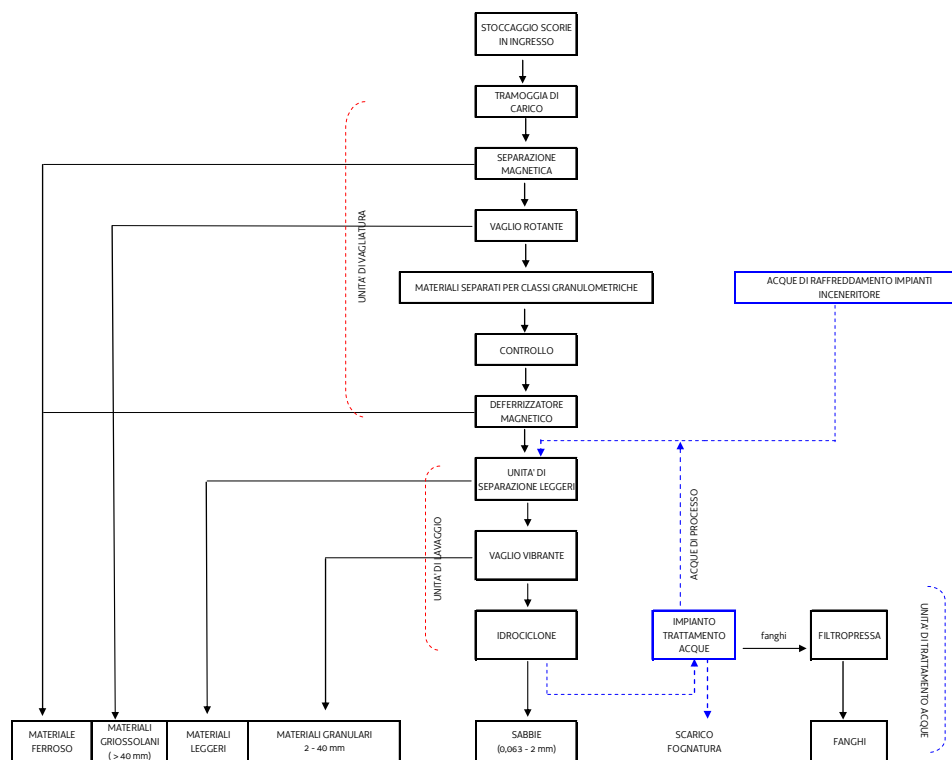 STOCCAGGIO SCORIE
IN INGRESSO
TRAMOGGIA DI
CARICO
SEPARAZIONE
MAGNETICA
VAGLIO ROTANTE
UNITA' DI VAGLIATURA
MATERIALI SEPARATI PER CLASSI GRANULOMETRICHE
ACQUE DI RAFFREDDAMENTO IMPIANTI
INCENERITORE
CONTROLLO
DEFERRIZZATORE
MAGNETICO
UNITA' DI
SEPARAZIONE LEGGERI
ACQUE DI PROCESSO
UNITA' DI LAVAGGIO
VAGLIO VIBRANTE
IDROCICLONE
IMPIANTO
TRATTAMENTO
ACQUE
fanghi
FILTROPRESSA
UNITA' DI TRATTAMENTO ACQUE
MATERIALE
FERROSO
MATERIALI
GRIOSSOLANI
( > 40 mm)
MATERIALI
LEGGERI
MATERIALI GRANULARI
2 - 40 mm
SABBIE
(0,063 - 2 mm)
SCARICO
FOGNATURA
FANGHI